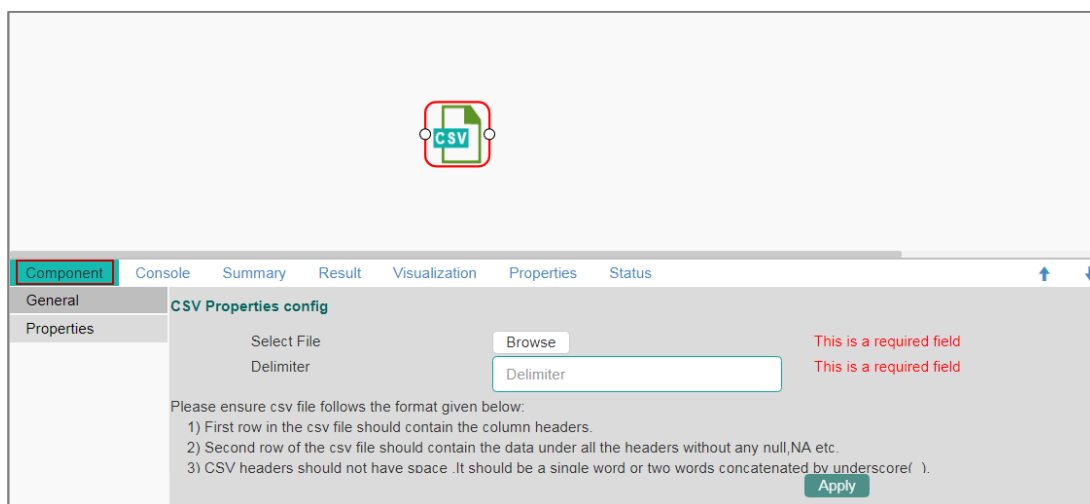 CSV
Component Console Summary Result Visualization Properties Status
General
CSV Properties config
Properties
Select File Browse This is a required field
Delimiter Delimiter This is a required field
Please ensure csv file follows the format given below:
1) First row in the csv file should contain the column headers.
2) Second row of the csv file should contain the data under all the headers without any null,NA etc.
3) CSV headers should not have space .It should be a single word or two words concatenated by underscore(_).
Apply